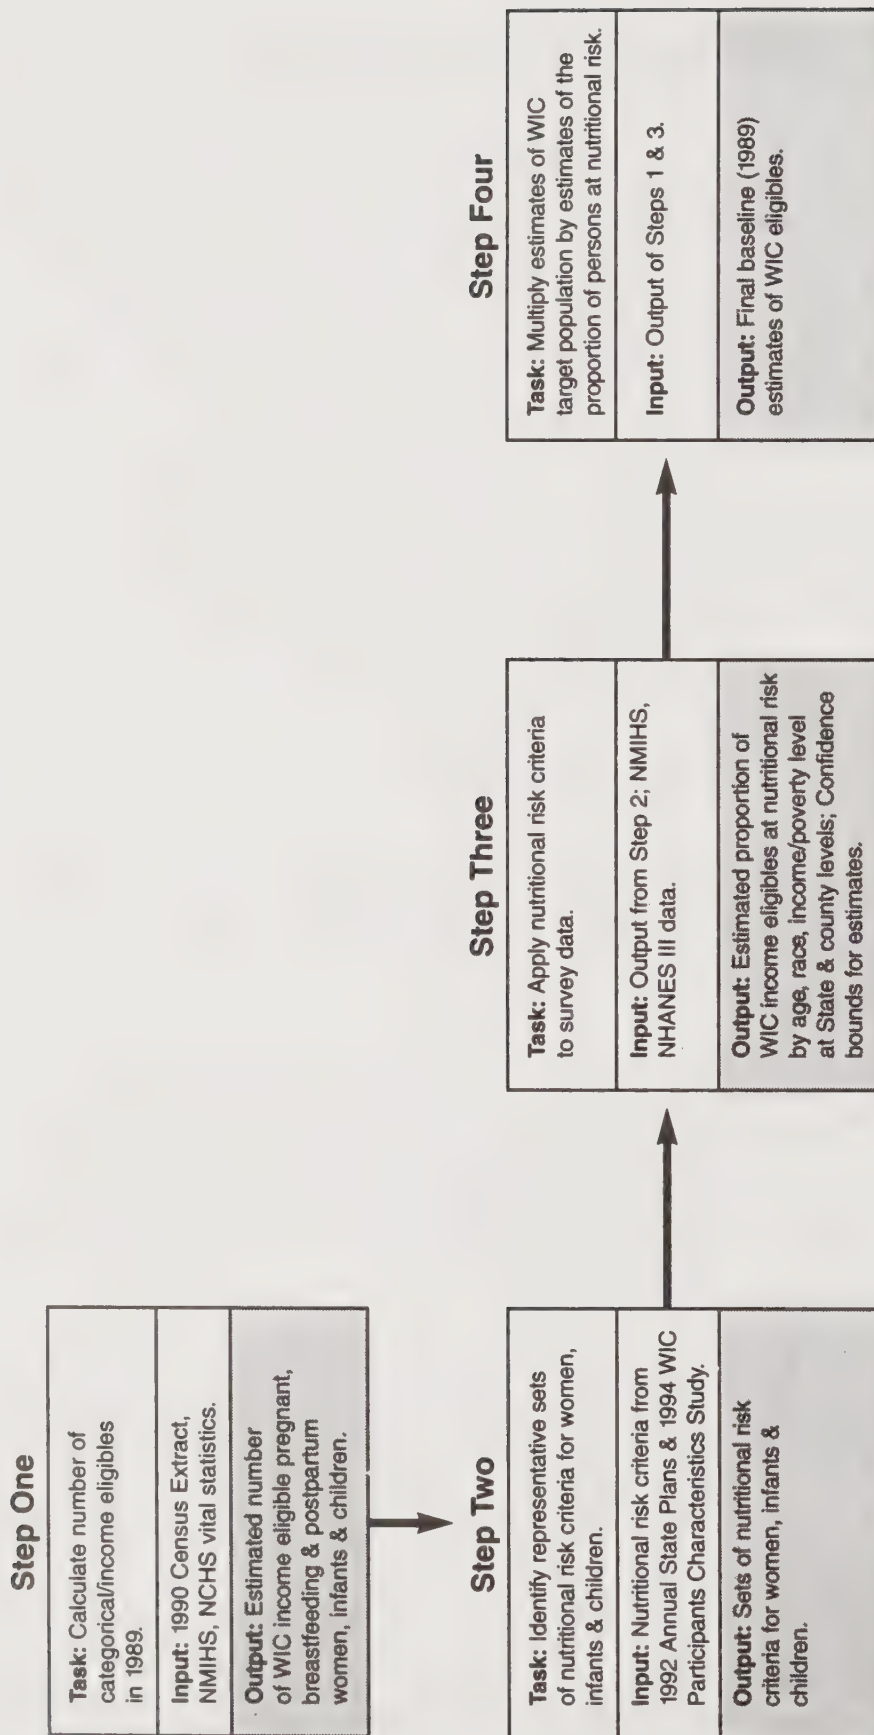 Step One
Task: Calculate number of
categorical/income eligibles
in 1989.
Input: 1990 Census Extract,
NMIHS, NCHS vital statistics.
Output: Estimated number
of WIC income eligible pregnant,
breastfeeding & postpartum
women, infants & children.
Step Two
Task: Identify representative sets
of nutritional risk criteria for women,
infants & children.
Input: Nutritional risk criteria from
1992 Annual State Plans & 1994 WIC
Participants Characteristics Study.
Output: Sets of nutritional risk
criteria for women, infants &
children.
Step Three
Task: Apply nutritional risk criteria
to survey data.
Input: Output from Step 2; NMIHS,
NHANES III data.
Output: Estimated proportion of
WIC income eligibles at nutritional risk
by age, race, income/poverty level
at State & county levels; Confidence
bounds for estimates.
Step Four
Task: Multiply estimates of WIC
target population by estimates of the
proportion of persons at nutritional risk.
Input: Output of Steps 1 & 3.
Output: Final baseline (1989)
estimates of WIC eligibles.